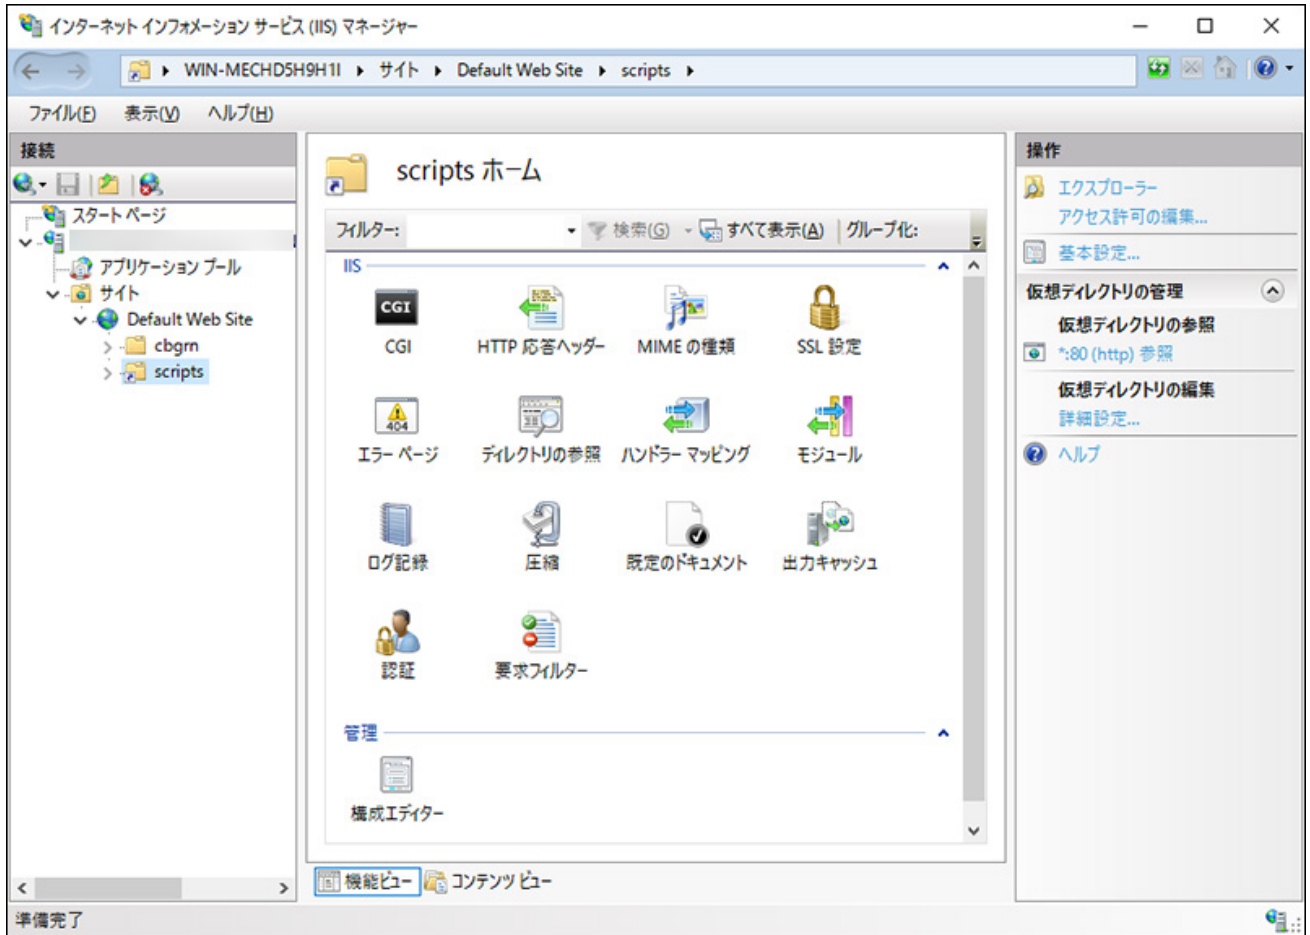 インターネット インフォメーション サービス (IIS) マネージャー
WIN-MECHD5H9H1I サイト Default Web Site scripts
ファイル(F) 表示(V) ヘルプ(H)
接続
スタート ページ
アプリケーション プール
サイト
Default Web Site
cbgrn
scripts
scripts ホーム
フィルター: 検索(G) すべて表示(A) グループ化:
IIS
CGI
CGI HTTP 応答ヘッダー MIME の種類 SSL 設定
404
エラー ページ ディレクトリの参照 ハンドラー マッピング モジュール
ログ記録 圧縮 既定のドキュメント 出力キャッシュ
認証 要求フィルター
管理
構成エディター
機能ビュー コンテンツ ビュー
操作
エクスプローラー
アクセス許可の編集...
基本設定...
仮想ディレクトリの管理
仮想ディレクトリの参照
*:80 (http) 参照
仮想ディレクトリの編集
詳細設定...
ヘルプ
準備完了